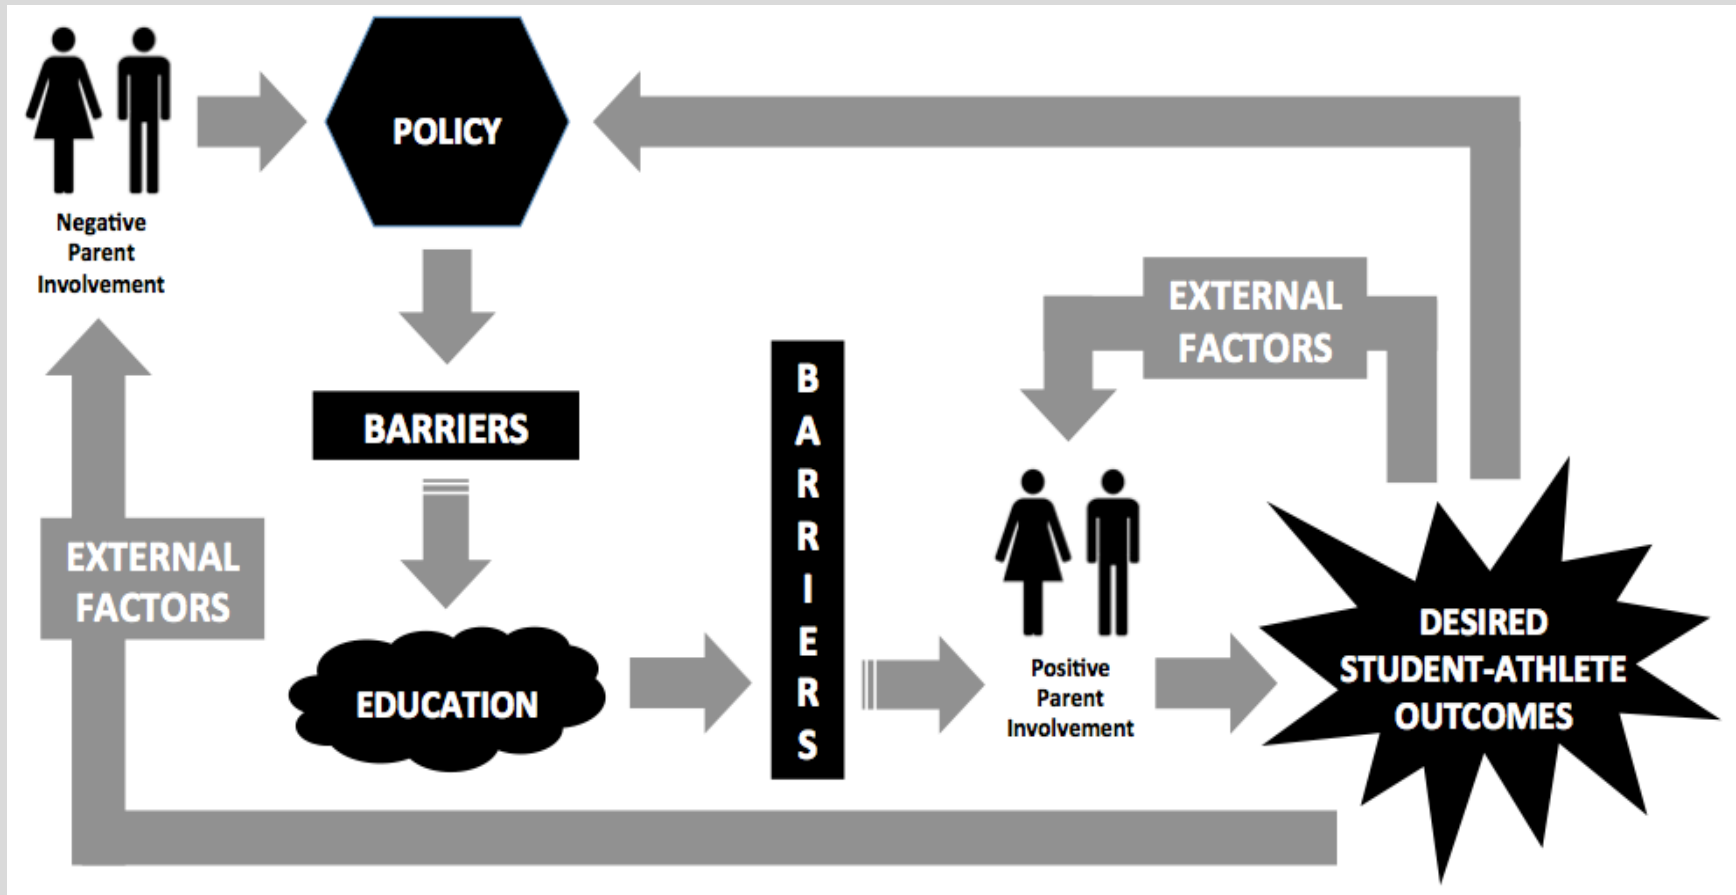 POLICY
Negative
Parent
Involvement
EXTERNAL
FACTORS
BARRIERS
B
A
R
R
I
E
R
S
EXTERNAL
FACTORS
EDUCATION
Positive
Parent
Involvement
DESIRED
STUDENT-ATHLETE
OUTCOMES